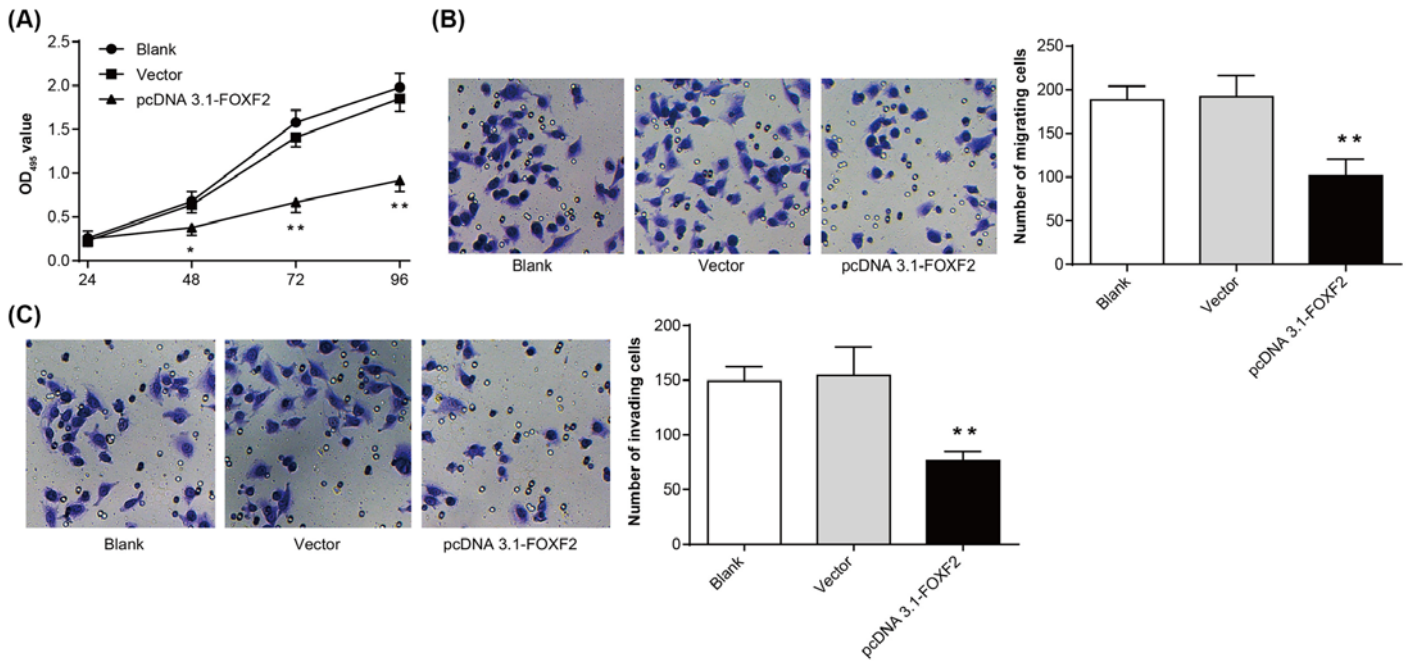 (A)
2.5
2.0
1.5
1.0
0.5
0.0
OD495 value
Blank
Vector
pcDNA 3.1-FOXF2
*
**
**
24 48 72 96
(B)
Blank Vector pcDNA 3.1-FOXF2
250
200
150
100
50
0
Number of migrating cells
**
Blank
Vector
pcDNA 3.1-FOXF2
(C)
Blank Vector pcDNA 3.1-FOXF2
200
150
100
50
0
Number of invading cells
**
Blank
Vector
pcDNA 3.1-FOXF2